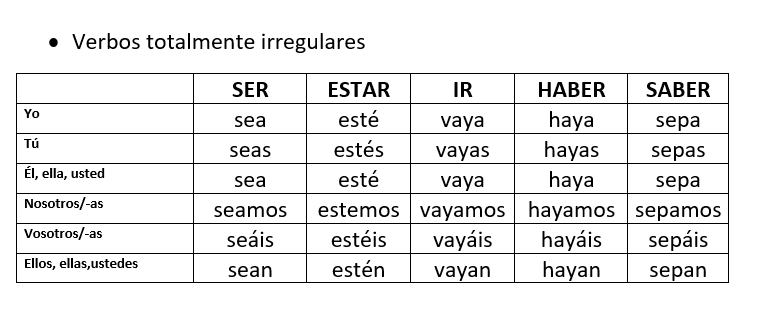 • Verbos totalmente irregulares
SER ESTAR IR HABER SABER
Yo sea esté vaya haya sepa
Tú seas estés vayas hayas sepas
Él, ella, usted sea esté vaya haya sepa
Nosotros/-as seamos estemos vayamos hayamos sepamos
Vosotros/-as seáis estéis vayáis hayáis sepáis
Ellos, ellas,ustedes sean estén vayan hayan sepan